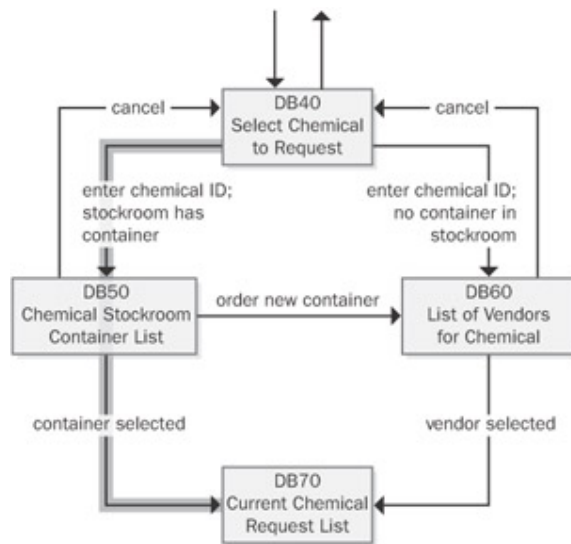 DB40
Select Chemical
to Request
cancel
cancel
enter chemical ID;
stockroom has
container
enter chemical ID;
no container in
stockroom
DB50
Chemical Stockroom
Container List
order new container
DB60
List of Vendors
for Chemical
container selected
vendor selected
DB70
Current Chemical
Request List